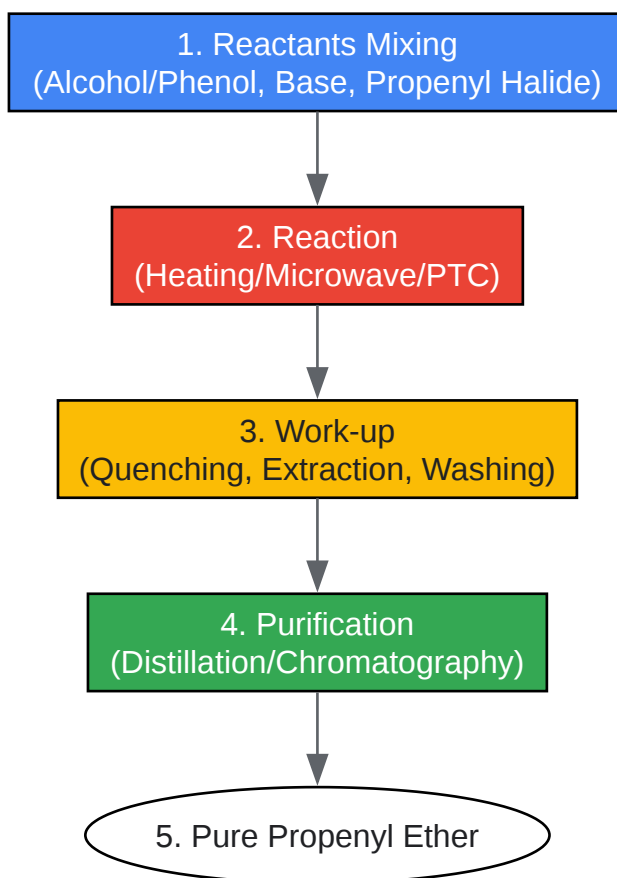 1. Reactants Mixing
(Alcohol/Phenol, Base, Propenyl Halide)
2. Reaction
(Heating/Microwave/PTC)
3. Work-up
(Quenching, Extraction, Washing)
4. Purification
(Distillation/Chromatography)
5. Pure Propenyl Ether